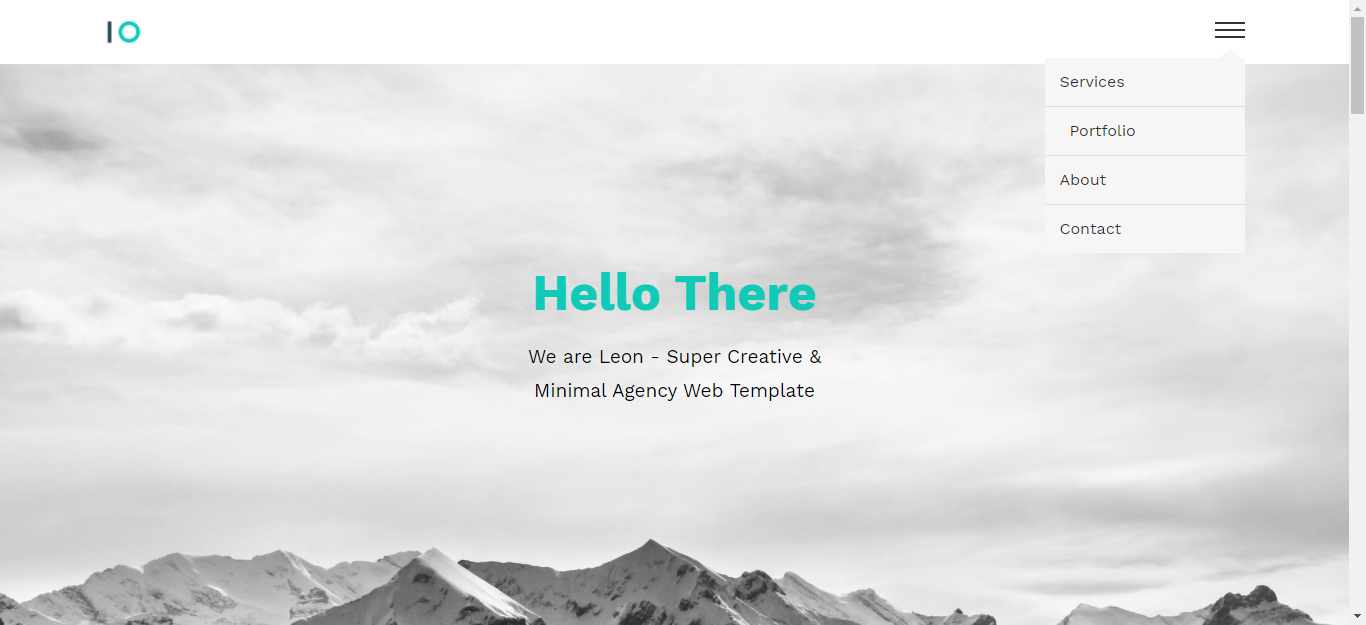 IO
Services
Portfolio
About
Contact
Hello There
We are Leon - Super Creative &
Minimal Agency Web Template